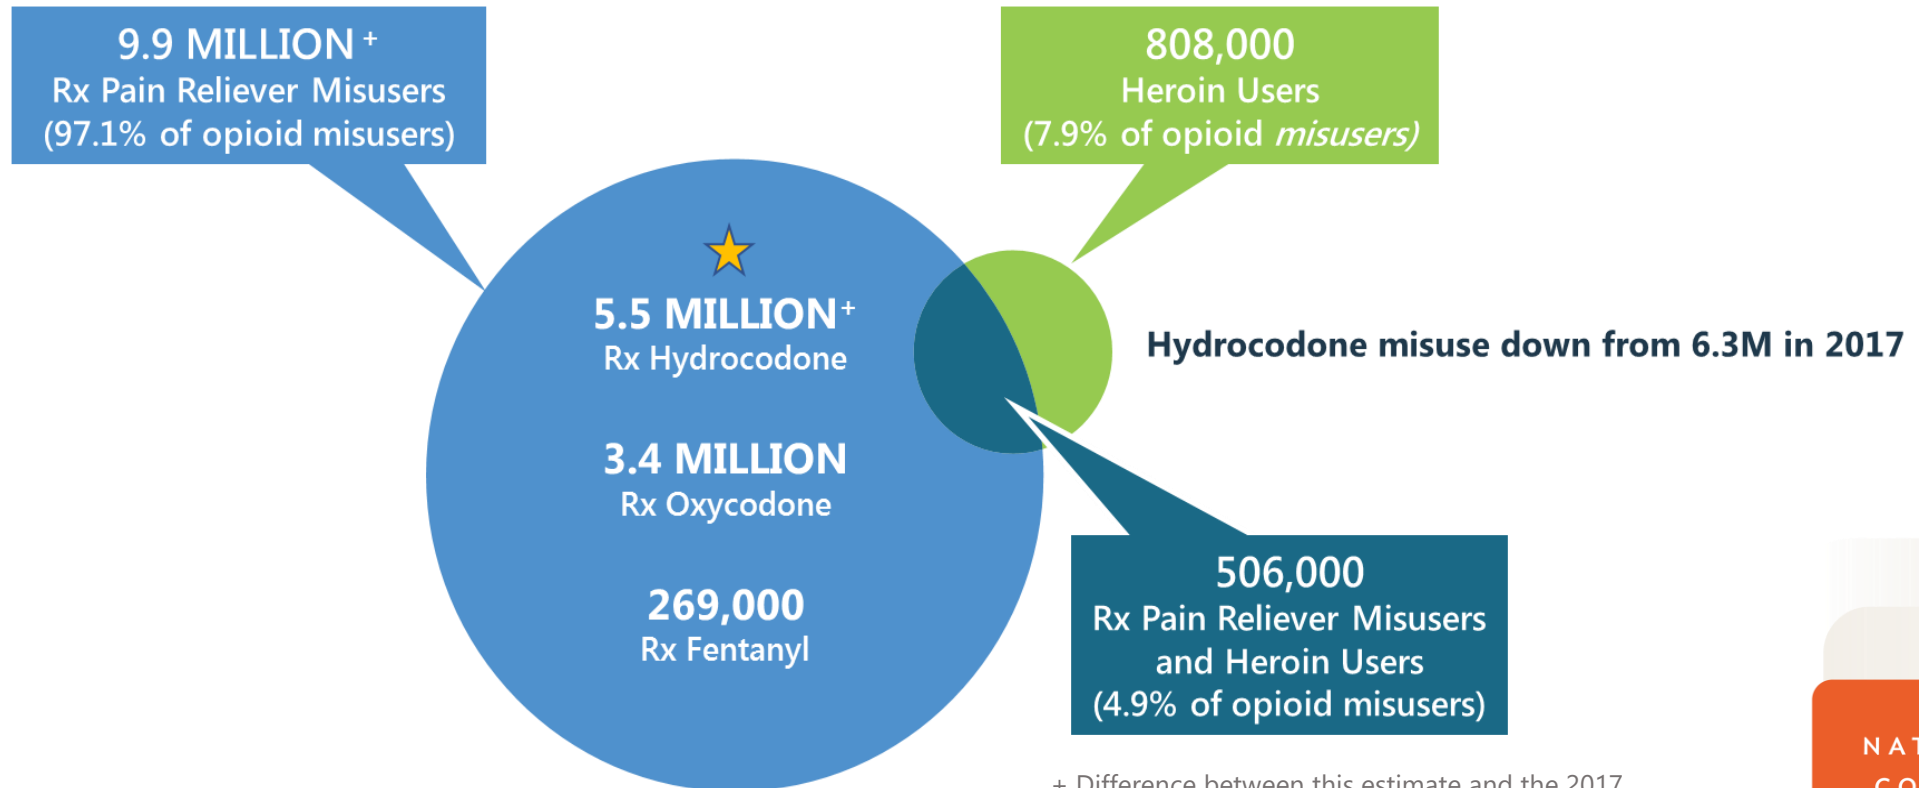 9.9 MILLION +
Rx Pain Reliever Misusers
(97.1% of opioid misusers)
808,000
Heroin Users
(7.9% of opioid misusers)
5.5 MILLION+
Rx Hydrocodone
Hydrocodone misuse down from 6.3M in 2017
3.4 MILLION
Rx Oxycodone
269,000
Rx Fentanyl
506,000
Rx Pain Reliever Misusers
and Heroin Users
(4.9% of opioid misusers)
+ Difference between this estimate and the 2017
NAT